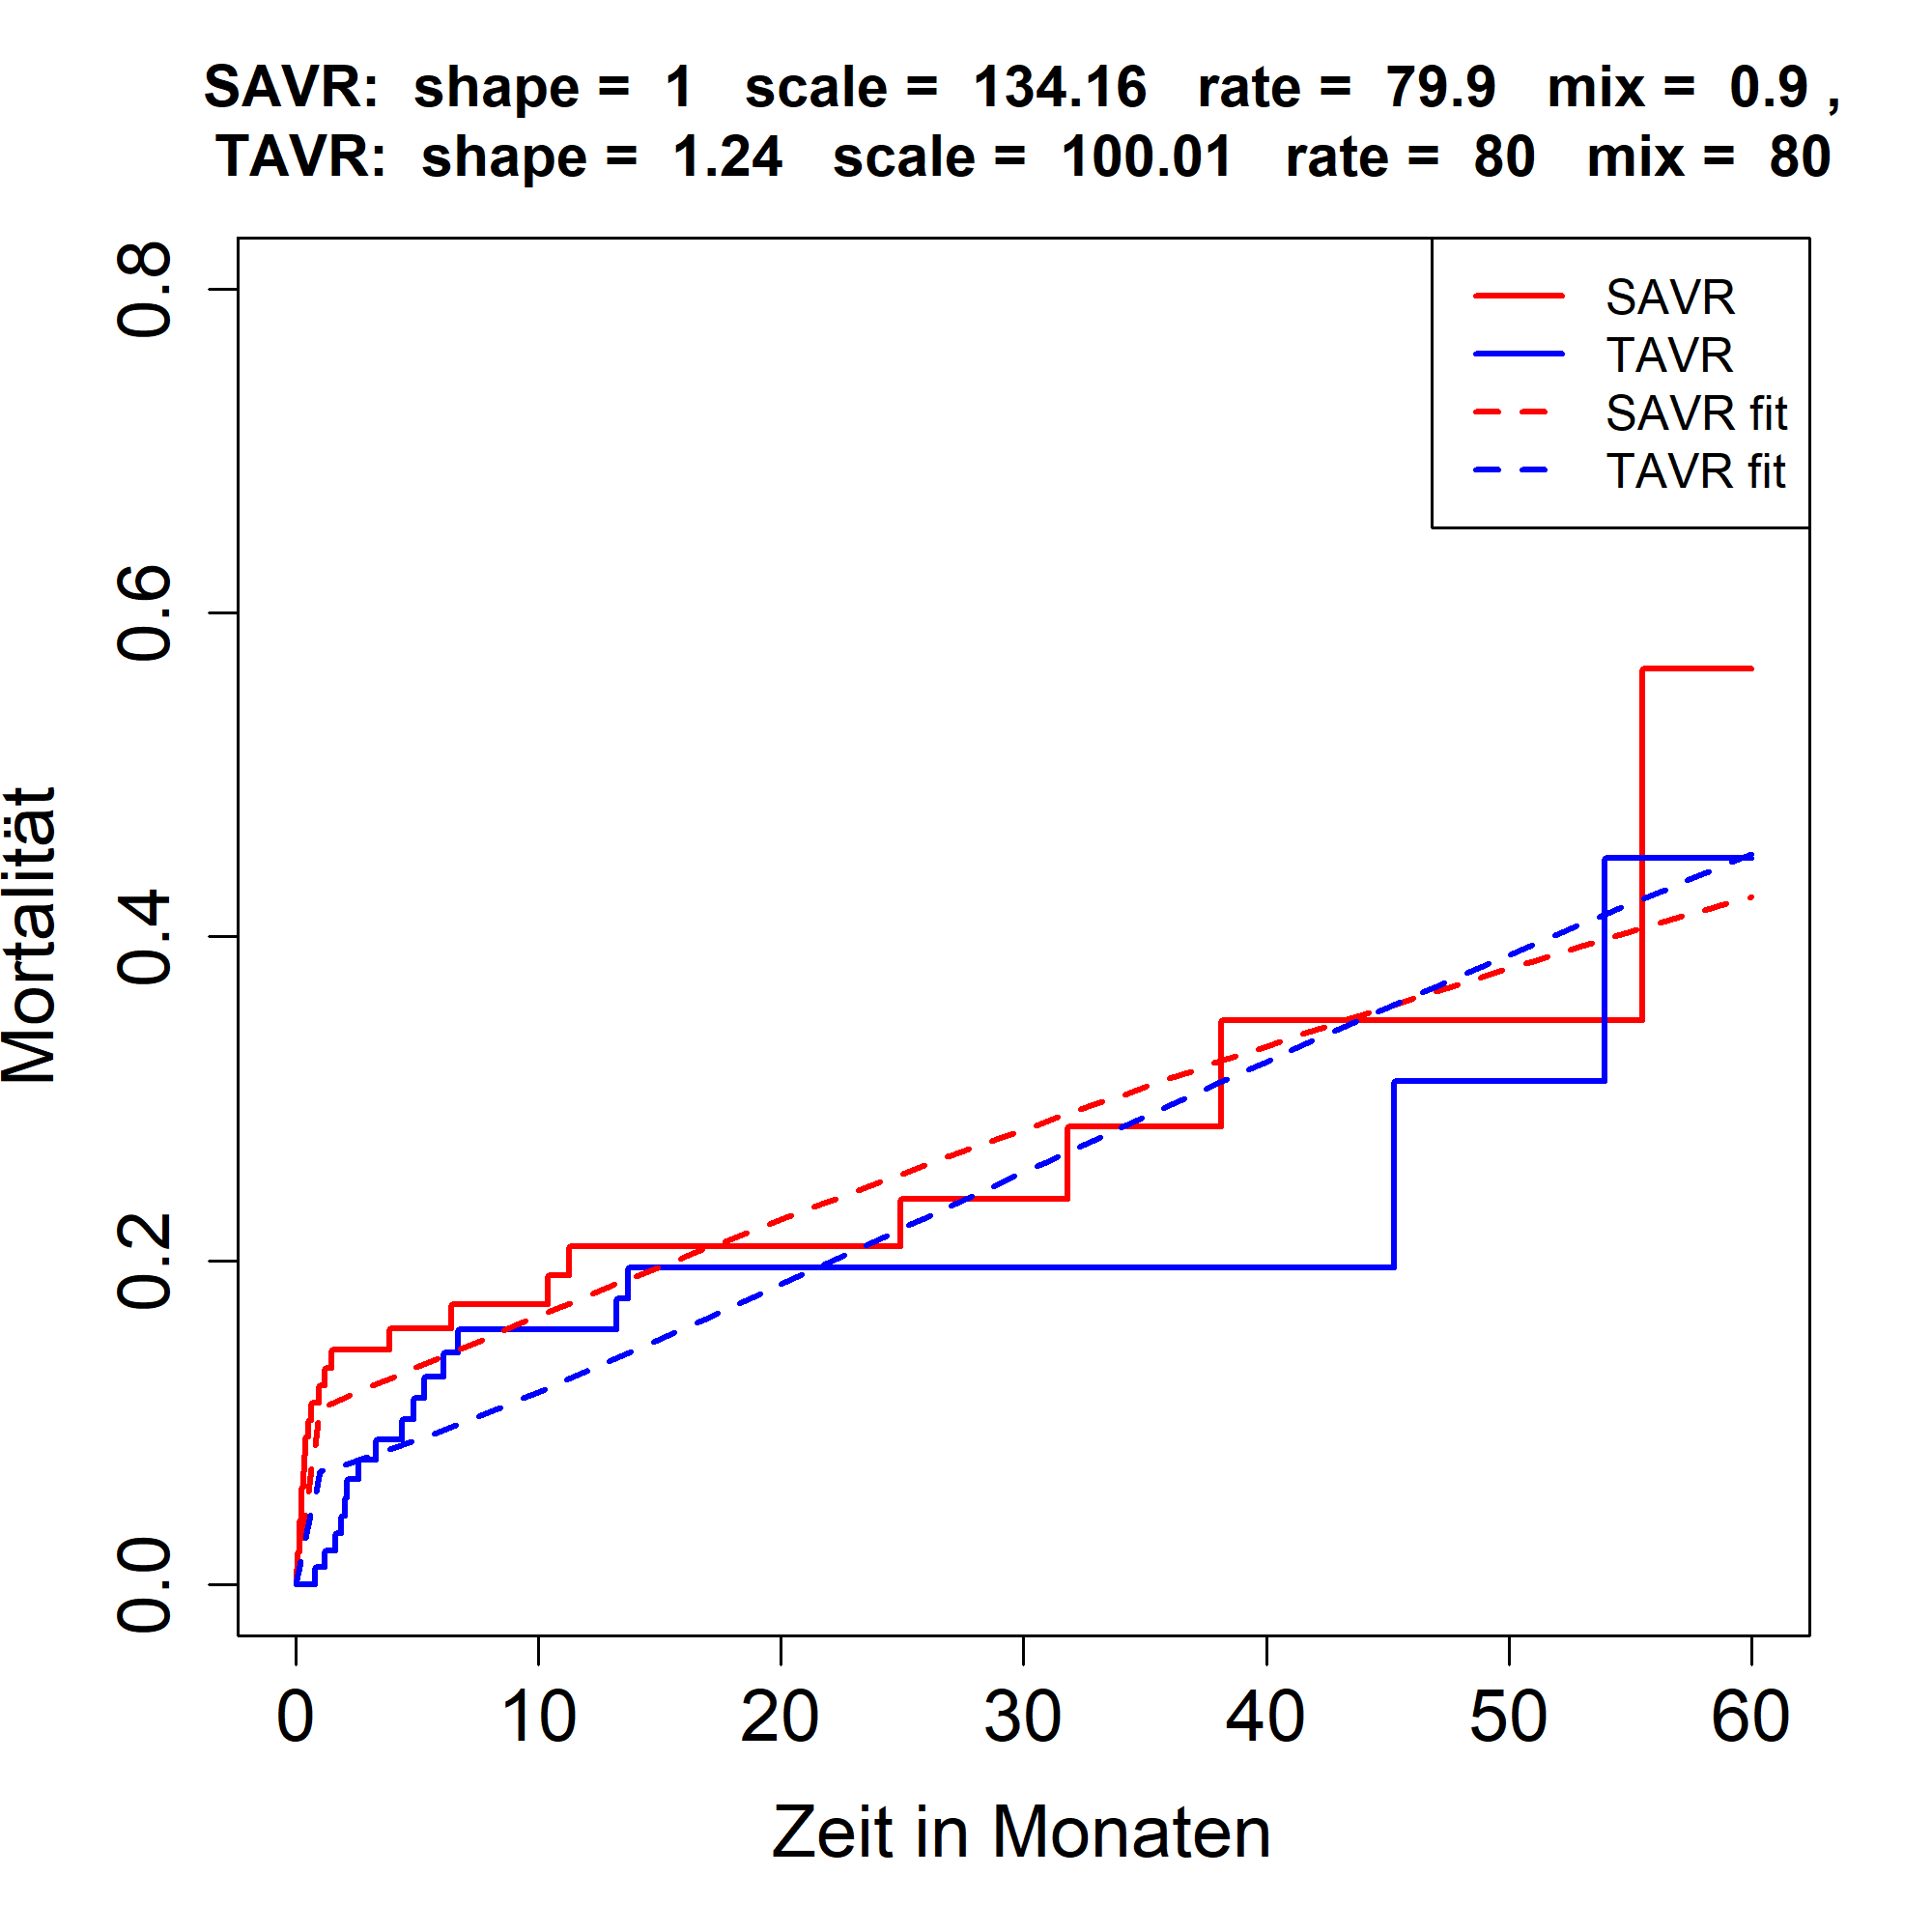 SAVR: shape = 1 scale = 134.16 rate = 79.9 mix = 0.9 ,
TAVR: shape = 1.24 scale = 100.01 rate = 80 mix = 80
SAVR
TAVR
SAVR fit
TAVR fit
Mortalität
0.8
0.6
0.4
0.2
0.0
0 10 20 30 40 50 60
Zeit in Monaten